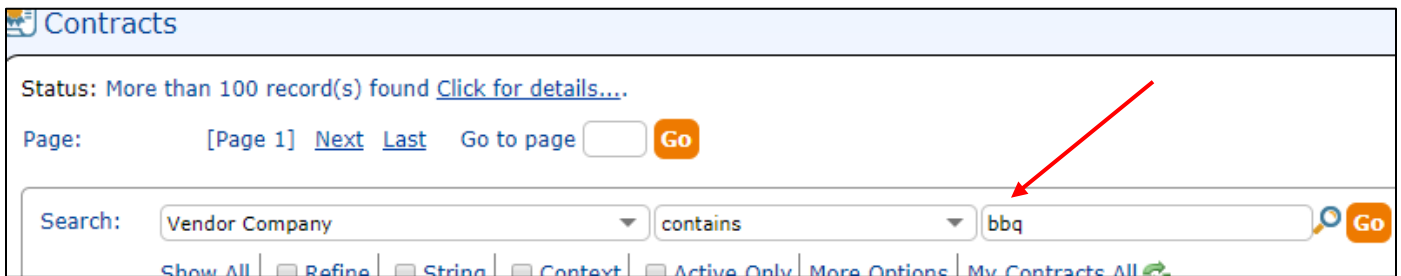 Contracts
Status: More than 100 record(s) found Click for details....
Page: [Page 1] Next Last Go to page Go
Search: Vendor Company contains bbq Go
Show All Refine String Context Active Only More Options My Contracts All